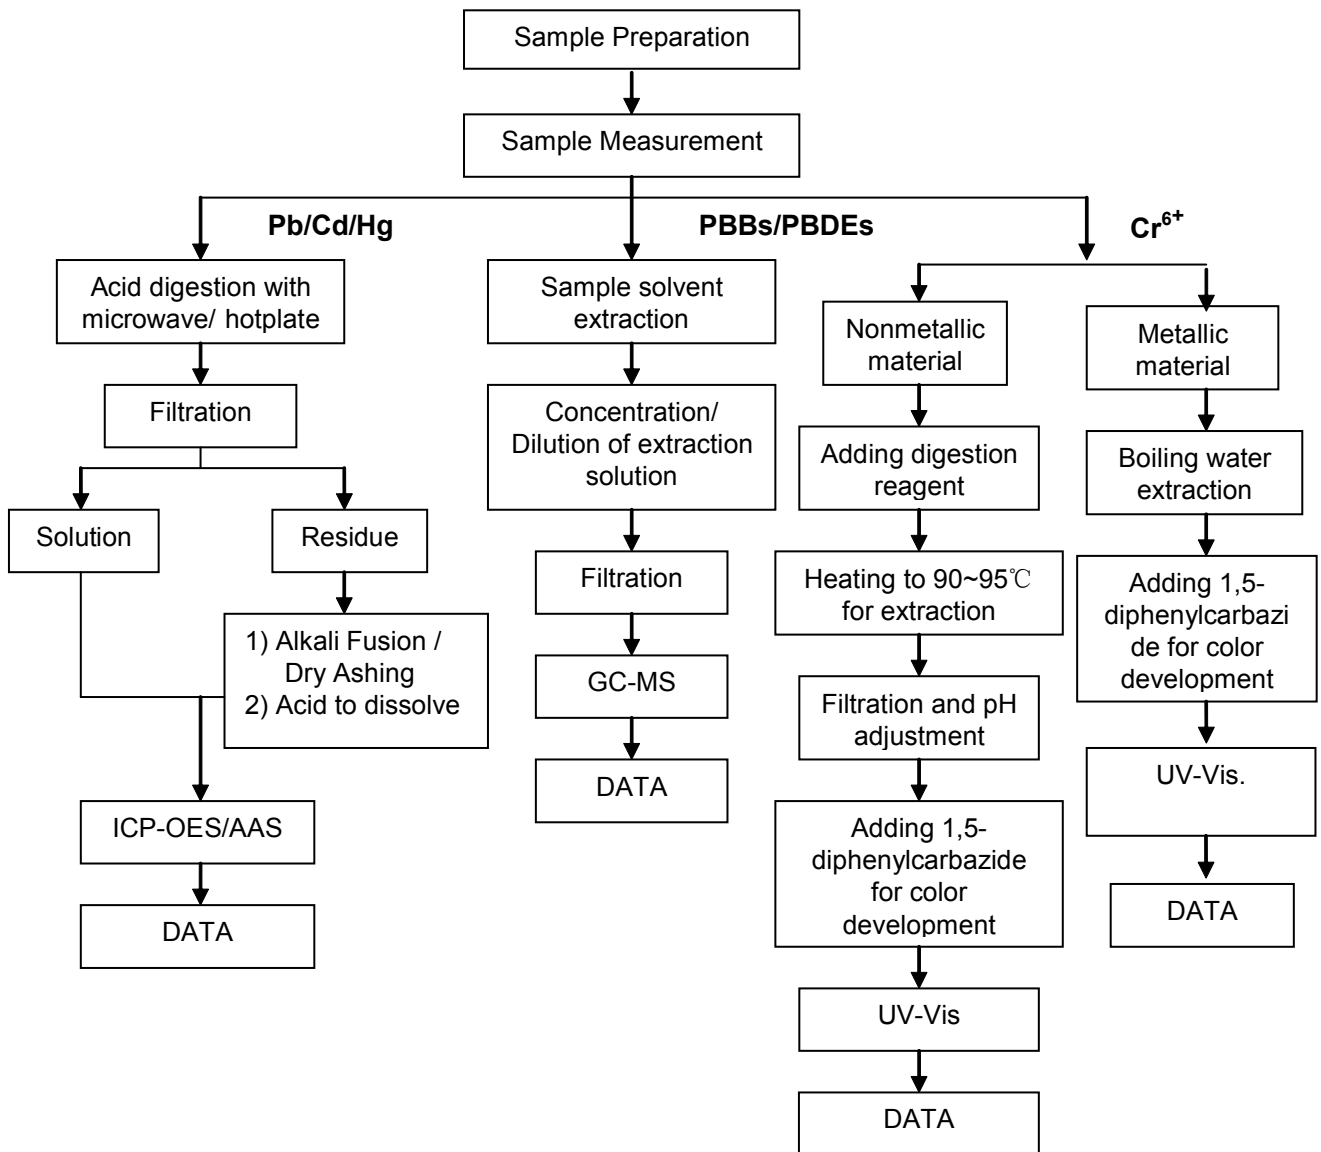 Sample Preparation
Sample Measurement
Pb/Cd/Hg
PBBs/PBDEs
Cr6+
Acid digestion with
microwave/ hotplate
Filtration
Solution
Residue
1) Alkali Fusion /
Dry Ashing
2) Acid to dissolve
ICP-OES/AAS
DATA
Sample solvent
extraction
Concentration/
Dilution of extraction
solution
Filtration
GC-MS
DATA
Nonmetallic
material
Adding digestion
reagent
Heating to 90~95℃
for extraction
Filtration and pH
adjustment
Adding 1,5-
diphenylcarbazide
for color
development
UV-Vis
DATA
Metallic
material
Boiling water
extraction
Adding 1,5-
diphenylcarbazi
de for color
development
UV-Vis.
DATA